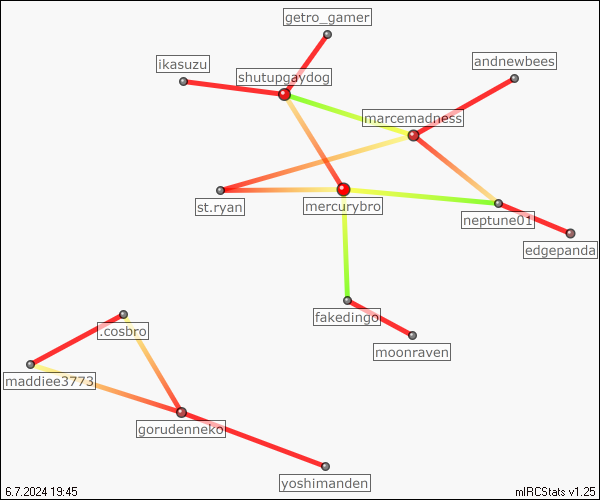 getro_gamer
ikasuzu
andnewbees
shutupgaydog
marcemadness
st.ryan
mercurybro
neptune01
edgepanda
fakedingo
.cosbro
moonraven
maddiee3773
gorudenneko
yoshimanden
6.7.2024 19:45
mIRCStats v1.25